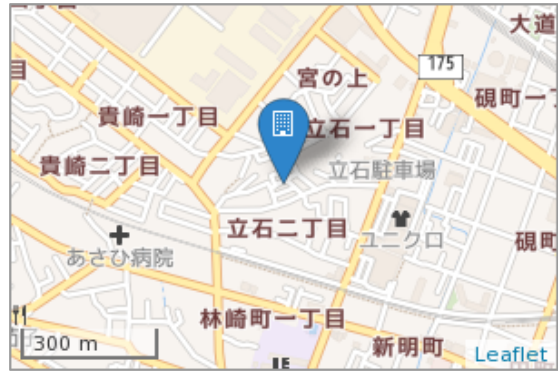 大道
目
宮の上
175
貴崎一丁目
立石一丁目
硯町一丁
貴崎二丁目
立石駐車場
立石二丁目
ユニクロ
硯町
あさひ病院
林崎町一丁目
300 m
新明町
Leaflet